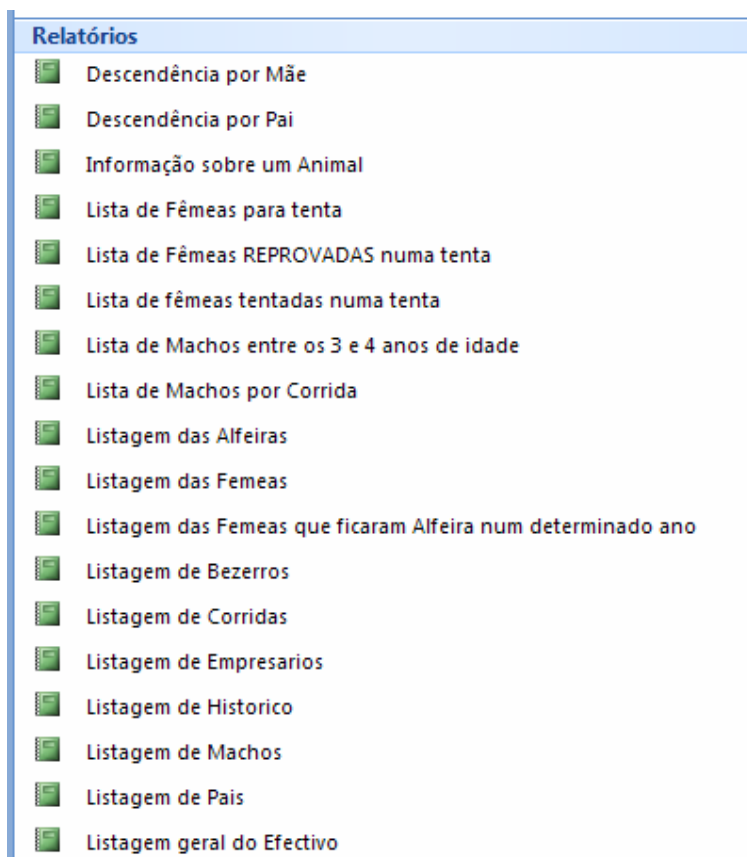 Relatórios
Descendência por Mãe
Descendência por Pai
Informação sobre um Animal
Lista de Fêmeas para tenta
Lista de Fêmeas REPROVADAS numa tenta
Lista de fêmeas tentadas numa tenta
Lista de Machos entre os 3 e 4 anos de idade
Lista de Machos por Corrida
Listagem das Alfeiras
Listagem das Femeas
Listagem das Femeas que ficaram Alfeira num determinado ano
Listagem de Bezerros
Listagem de Corridas
Listagem de Empresarios
Listagem de Historico
Listagem de Machos
Listagem de Pais
Listagem geral do Efectivo